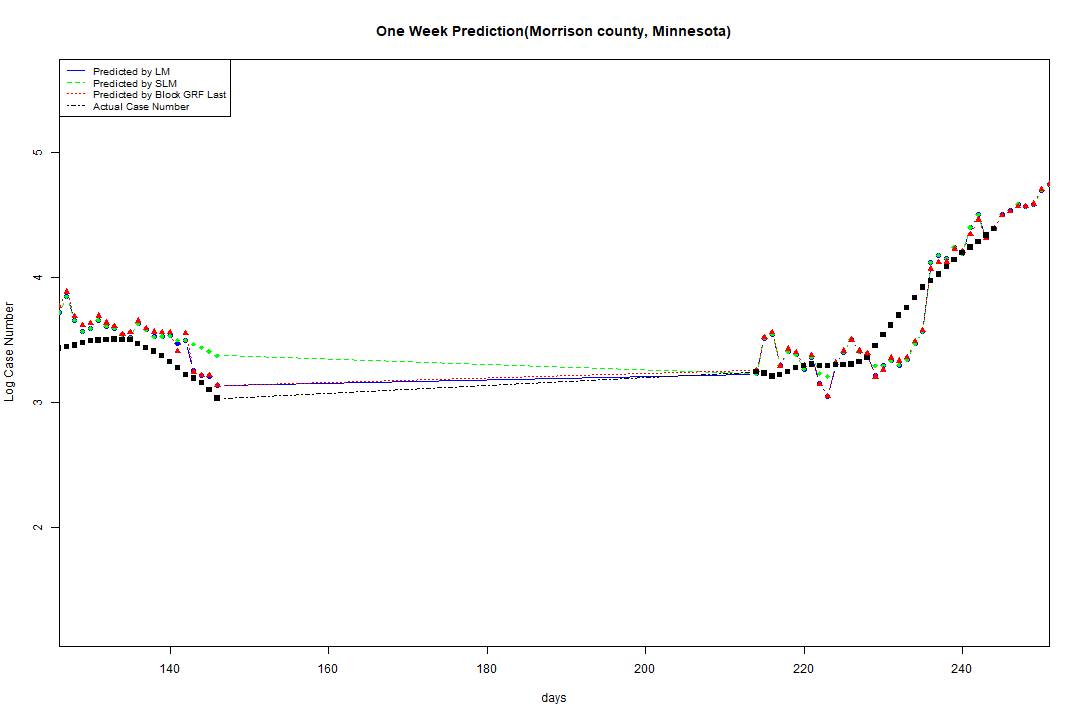 One Week Prediction(Morrison county, Minnesota)
Predicted by LM
Predicted by SLM
Predicted by Block GRF Last
Actual Case Number
5
4
3
2
Log Case Number
140 160 180 200 220 240
days